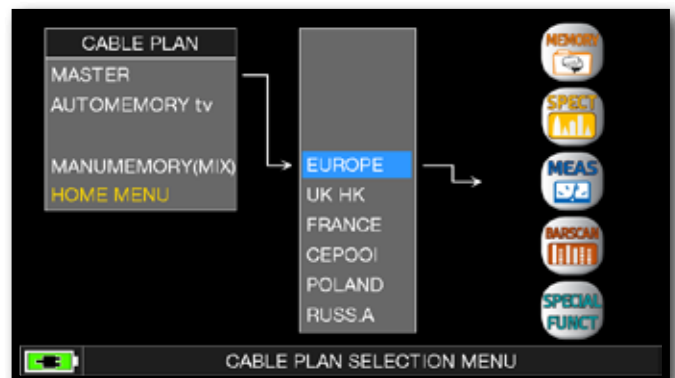 CABLE PLAN
MASTER
AUTOMEMORY tv
MANUMEMORY(MIX)
HOME MENU
EUROPE
UK HK
FRANCE
CEPOOI
POLAND
RUSS.A
MEMORY
SPECT
MEAS
BARSCAN
SPECIAL
FUNCT
CABLE PLAN SELECTION MENU